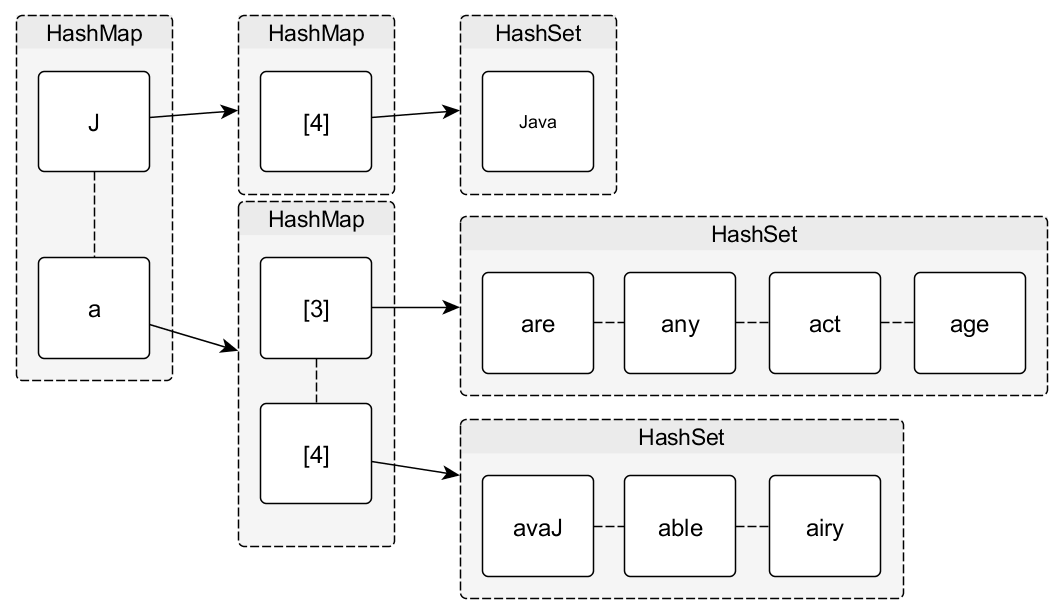 HashMap
J
a
HashMap
[4]
HashSet
Java
HashMap
[3]
[4]
HashSet
are
any
act
age
HashSet
avaJ
able
airy